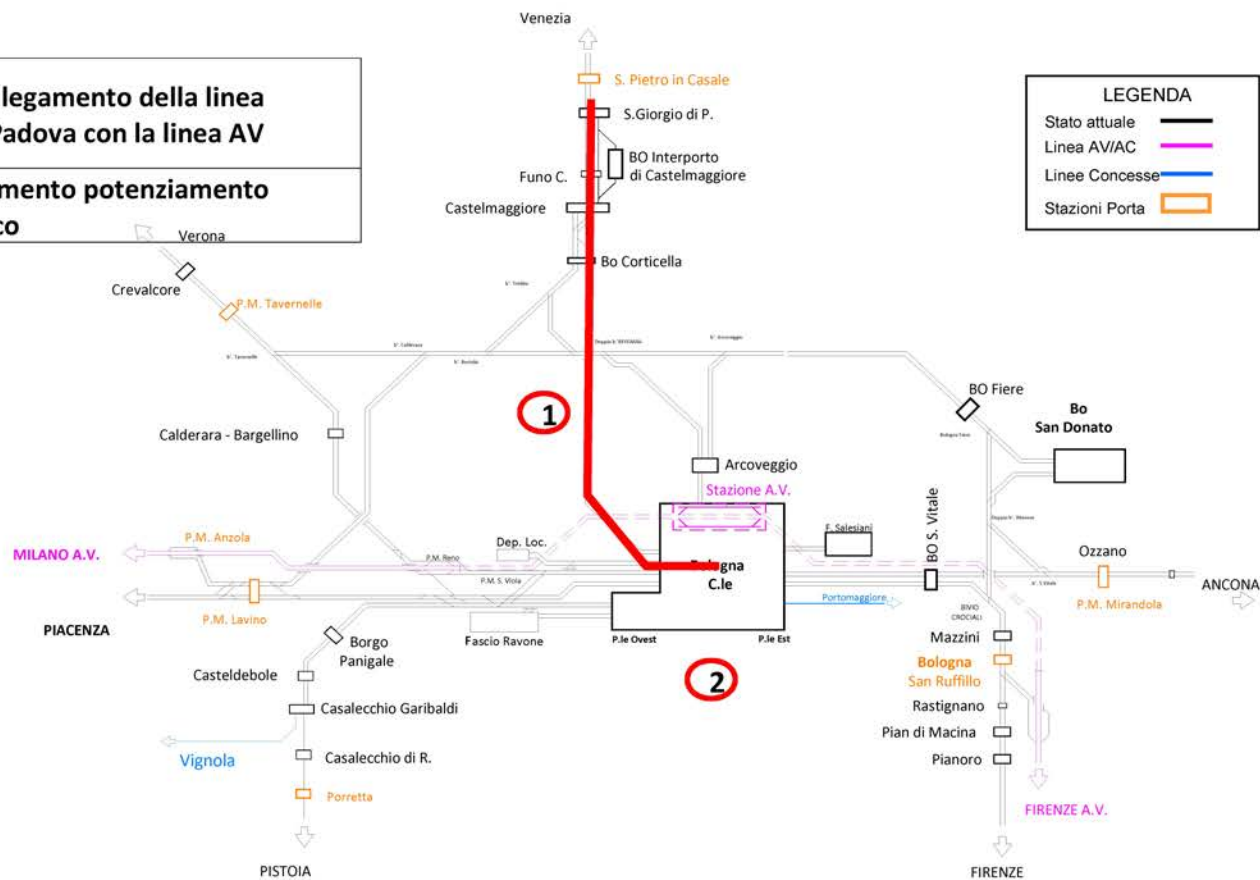 Venezia
legamento della linea
Padova con la linea AV
mento potenziamento
co
LEGENDA
Stato attuale
Linea AV/AC
Linee Concesse
Stazioni Porta
S. Pietro in Casale
S.Giorgio di P.
BO Interporto
di Castelmaggiore
Funo C.
Castelmaggiore
Bo Corticella
Verona
Crevalcore
P.M. Tavernelle
1
BO Fiere
Bo
San Donato
Calderara - Bargellino
Arcoveggio
Stazione A.V.
MILANO A.V.
P.M. Anzola
P.M. Reno
Dep. Loc.
P.M. S. Viola
Bologna
C.le
F. Salesiani
BO S. Vitale
Ozzano
ANCONA
P.M. Mirandola
Portomaggiore
BIVIO
CROCIALI
PIACENZA
P.M. Lavino
Fascio Ravone
P.le Ovest
P.le Est
2
Borgo
Panigale
Casteldebole
Casalecchio Garibaldi
Vignola
Casalecchio di R.
Porretta
PISTOIA
Mazzini
Bologna
San Ruffillo
Rastignano
Pian di Macina
Pianoro
FIRENZE A.V.
FIRENZE